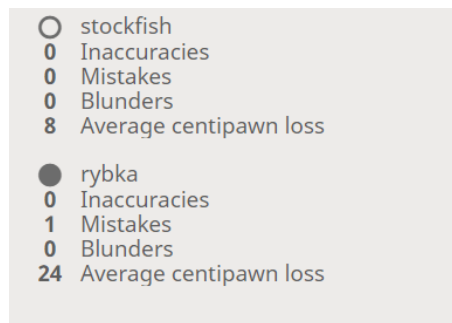 stockfish
0 Inaccuracies
0 Mistakes
0 Blunders
8 Average centipawn loss
rybka
0 Inaccuracies
1 Mistakes
0 Blunders
24 Average centipawn loss